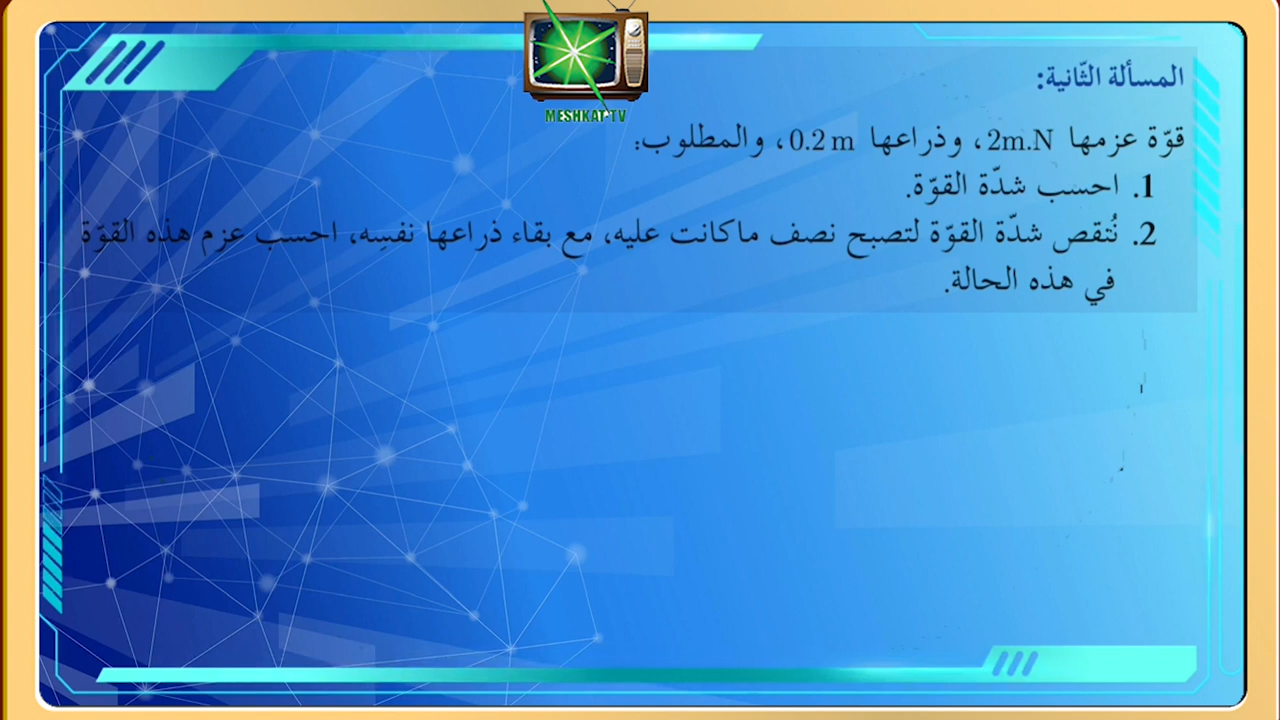 MESHKAT TV
المسألة الثّانية:
قوّة عزمها 2m.N، وذراعها 0.2 m، والمطلوب:
1. احسب شدّة القوّة.
2. نُتقص شدّة القوّة لتصبح نصف ماكانت عليه، مع بقاء ذراعها نفسِه، احسب عزم هذه القوّة
في هذه الحالة.